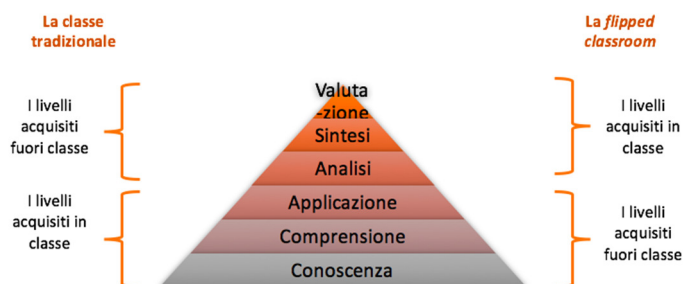 La classe
tradizionale
La flipped
classroom
I livelli
acquisiti
fuori classe
I livelli
acquisiti in
classe
Valuta
-zione
Sintesi
Analisi
Applicazione
Comprensione
Conoscenza
I livelli
acquisiti in
classe
I livelli
acquisiti
fuori classe